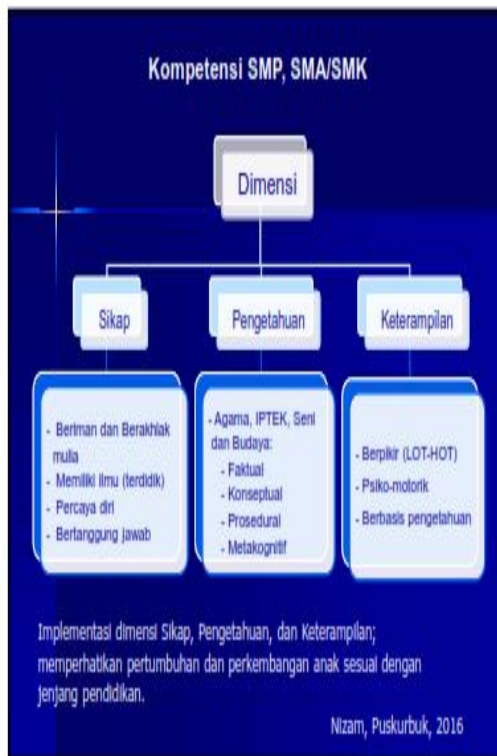 Kompetensi SMP, SMA/SMK
Dimensi
Sikap
Pengetahuan
Keterampilan
- Beriman dan Berakhlak
mulia
- Memiliki ilmu (terdidik)
- Percaya diri
- Bertanggung jawab
- Agama, IPTEK, Seni
dan Budaya:
- Faktual
- Konseptual
- Prosedural
- Metakognitif
- Berpikir (LOT-HOT)
- Psiko-motorik
- Berbasis pengetahuan
Implementasi dimensi Sikap, Pengetahuan, dan Keterampilan;
memperhatikan pertumbuhan dan perkembangan anak sesuai dengan
jenjang pendidikan.
Nizam, Puskurbuk, 2016